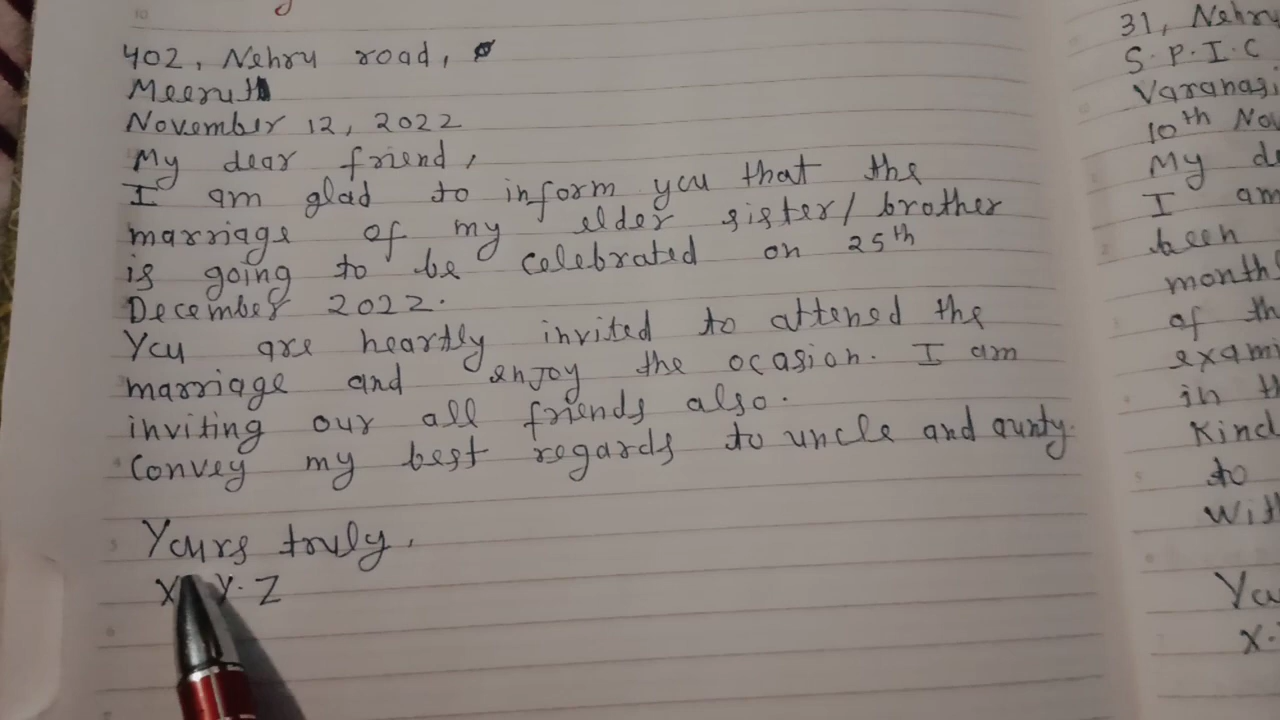 402, Nehru road,
Meerut
November 12, 2022
My dear friend,
I am glad to inform you that the
marriage of my elder sister/ brother
is going to be celebrated on 25th
December 2022.
You are heartly invited to attened the
marriage and enjoy the ocasion. I am
inviting our all friends also.
Convey my best regards to uncle and aunty.
Yours truly,
X Y. Z
31, Nehru
S.P.I.C
Varanasi
10th Nov
My de
I am
been
month
of th
exami
in th
Kind
to
With
You
X.